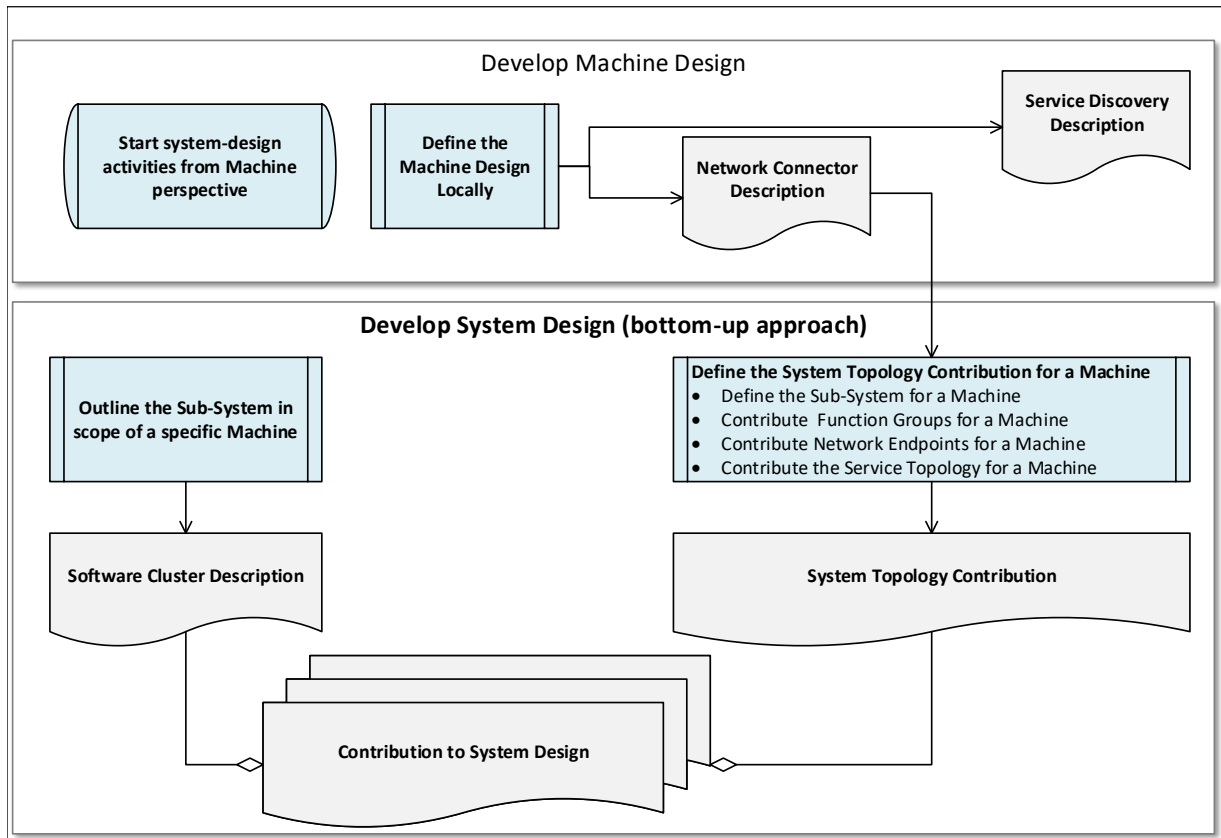 Develop Machine Design
Start system-design
activities from Machine
perspective
Define the
Machine Design
Locally
Network Connector
Description
Service Discovery
Description
Develop System Design (bottom-up approach)
Outline the Sub-System in
scope of a specific Machine
Define the System Topology Contribution for a Machine
• Define the Sub-System for a Machine
• Contribute Function Groups for a Machine
• Contribute Network Endpoints for a Machine
• Contribute the Service Topology for a Machine
Software Cluster Description
System Topology Contribution
Contribution to System Design